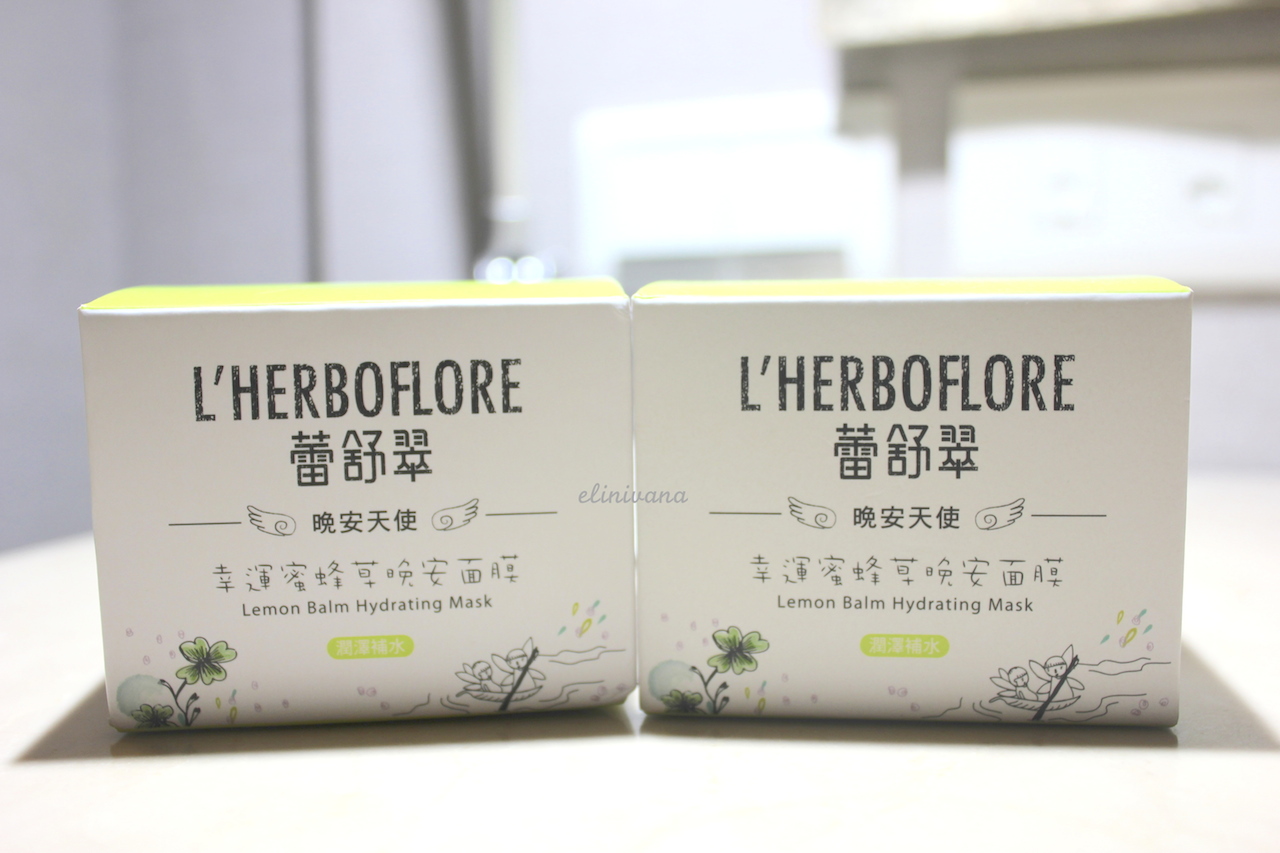 L'HERBOFLORE
蕾舒翠
晚安天使
幸運蜜蜂草晚安面膜
Lemon Balm Hydrating Mask
潤澤補水
elinivana
L'HERBOFLORE
蕾舒翠
晚安天使
幸運蜜蜂草晚安面膜
Lemon Balm Hydrating Mask
潤澤補水